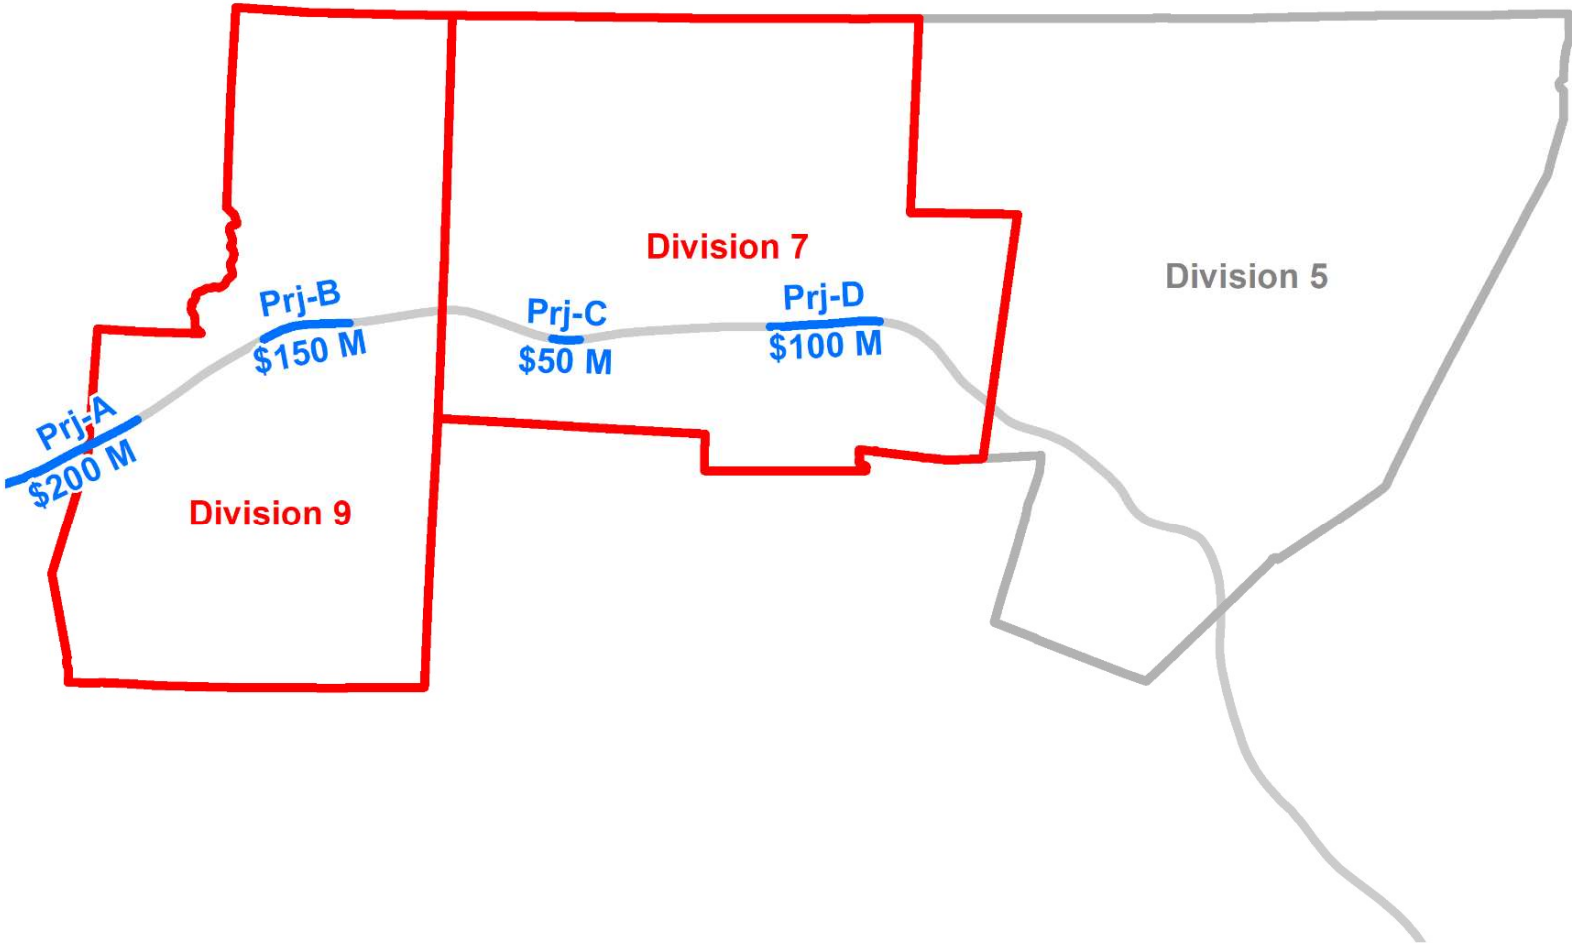 Division 7
Division 5
Prj-B
$150 M
Prj-C
$50 M
Prj-D
$100 M
Prj-A
$200 M
Division 9